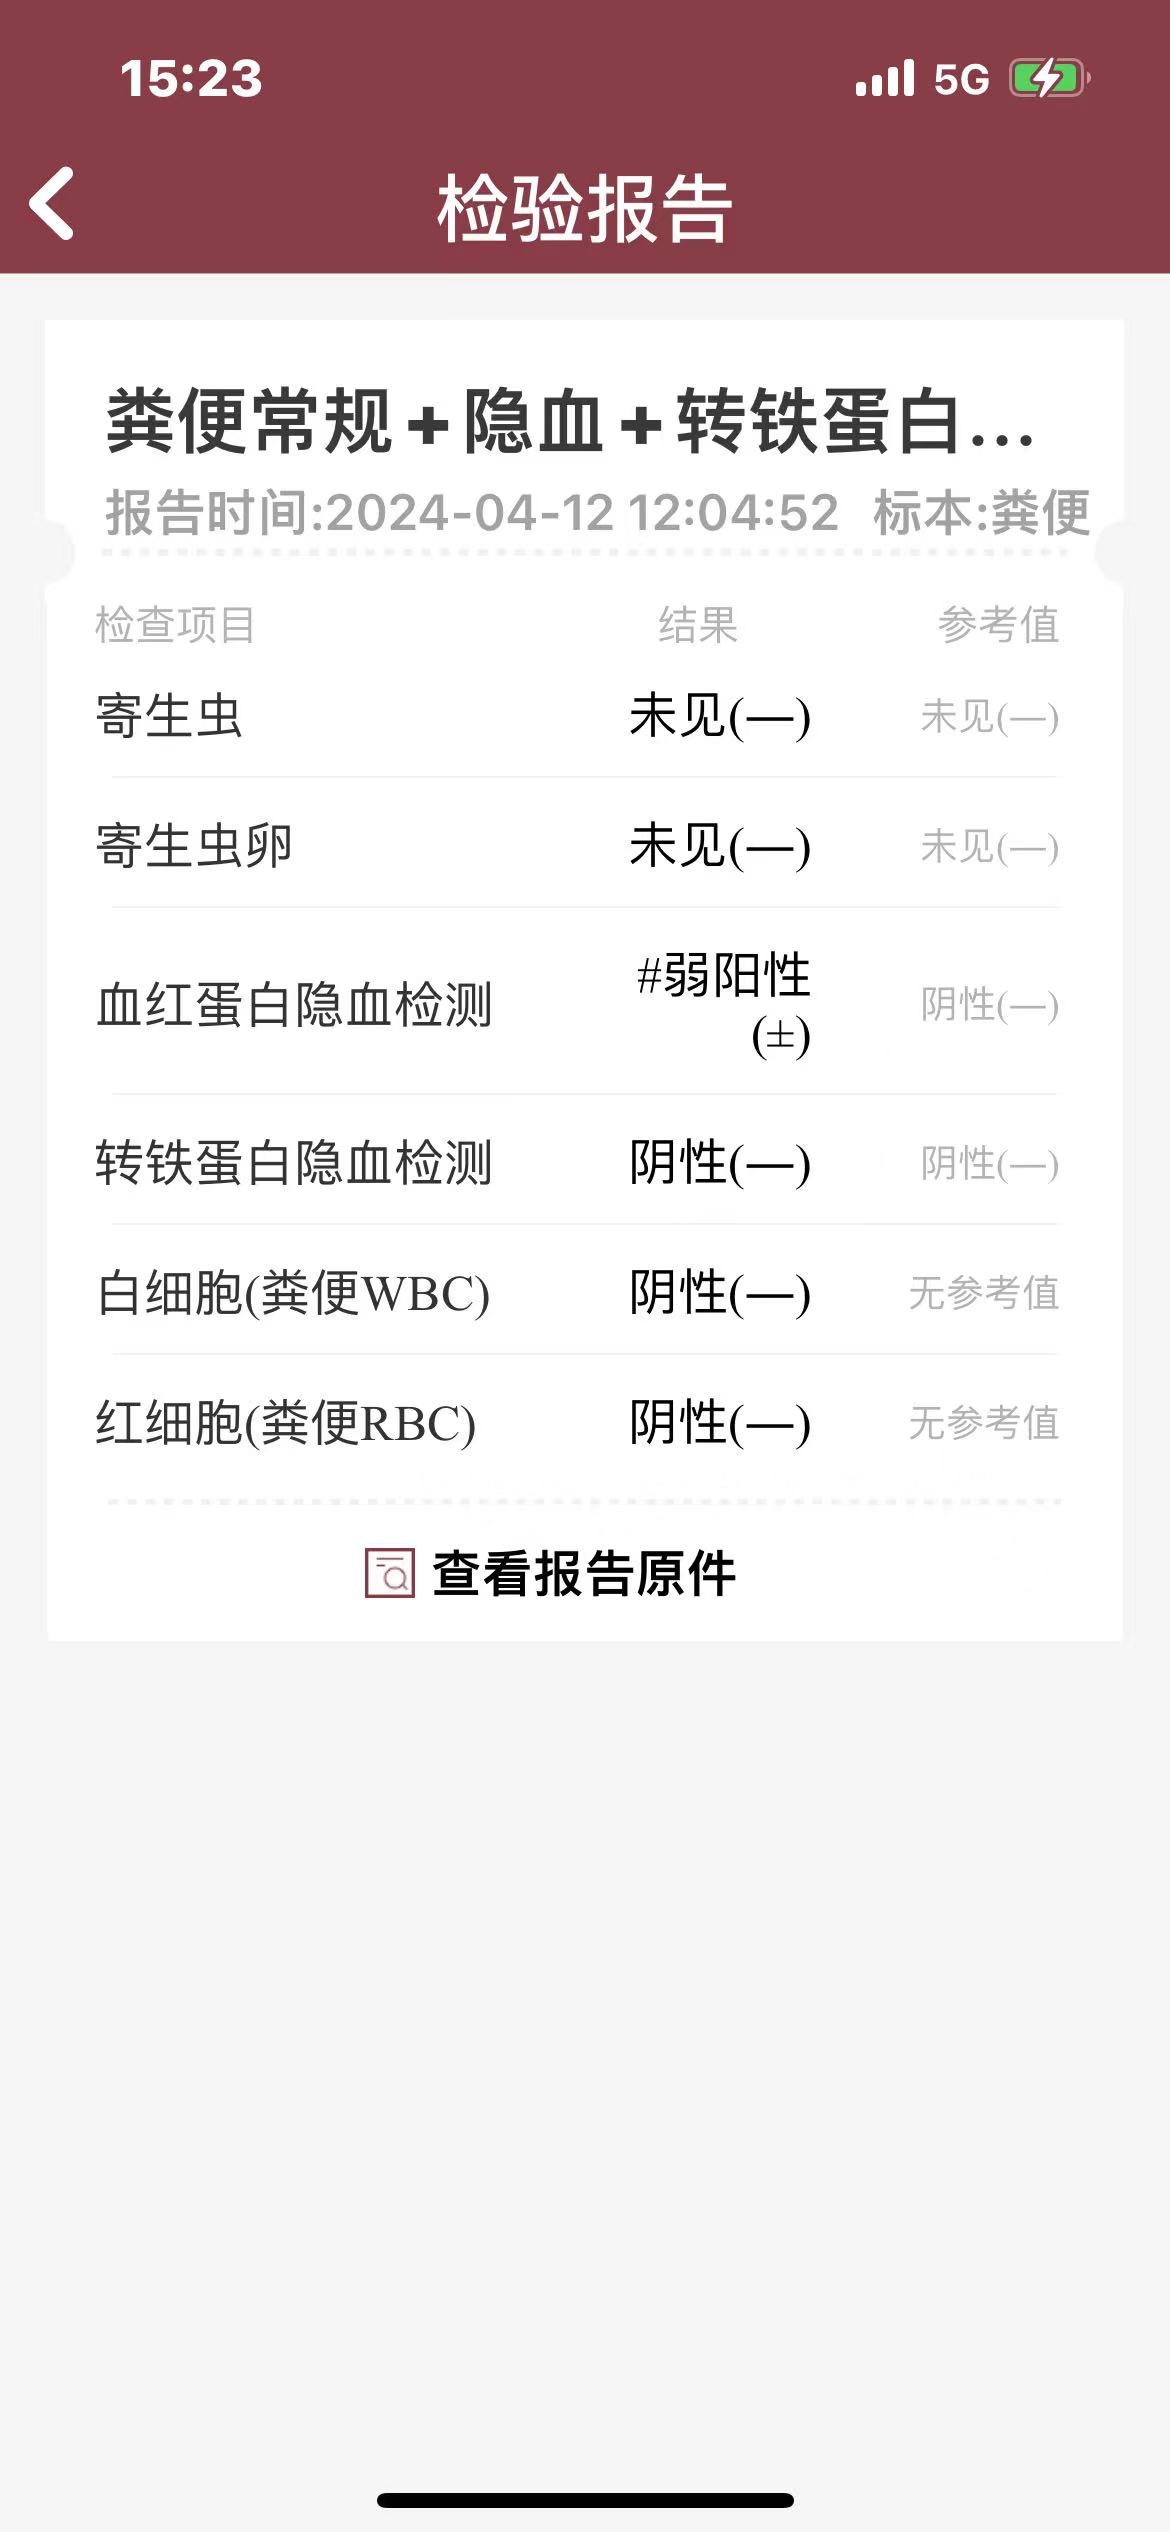 15:23 5G
检验报告
粪便常规+隐血+转铁蛋白...
报告时间:2024-04-12 12:04:52 标本:粪便
检查项目 结果 参考值
寄生虫 未见(—) 未见(—)
寄生虫卵 未见(—) 未见(—)
血红蛋白隐血检测 #弱阳性(±) 阴性(—)
转铁蛋白隐血检测 阴性(—) 阴性(—)
白细胞(粪便WBC) 阴性(—) 无参考值
红细胞(粪便RBC) 阴性(—) 无参考值
查看报告原件